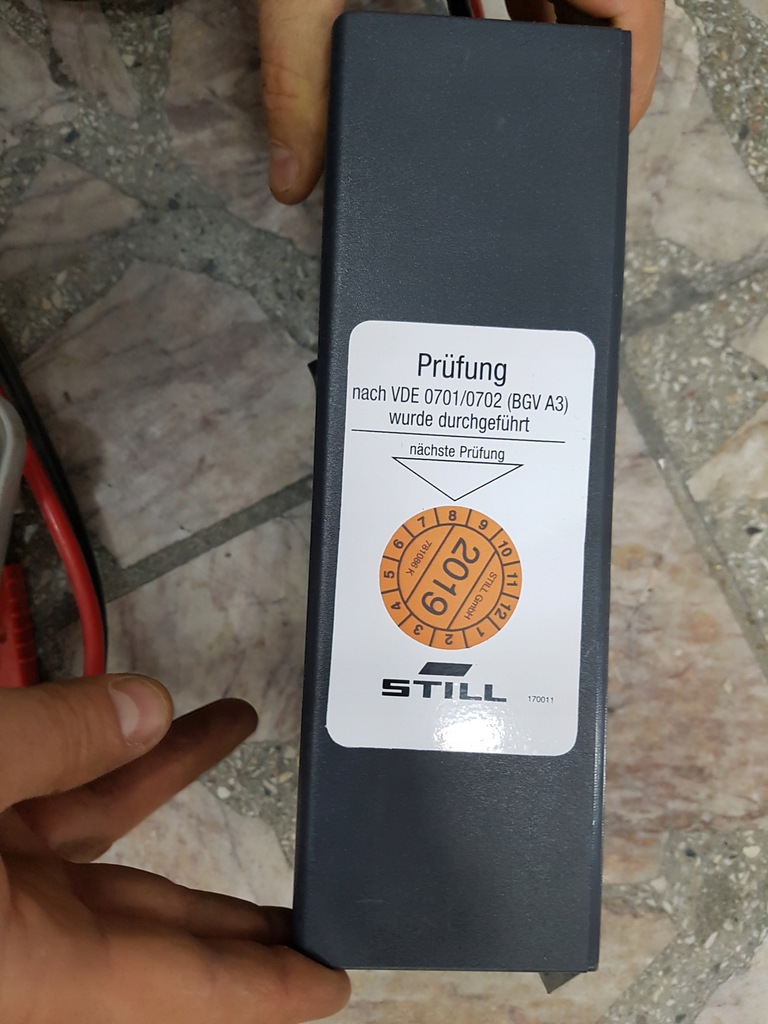 Prüfung
nach VDE 0701/0702 (BGV A3)
wurde durchgeführt
nächste Prüfung
1 2 3 4 5 6 7 8 9 10 11 12
781086 K
2019
STILL GmbH
STILL
170011